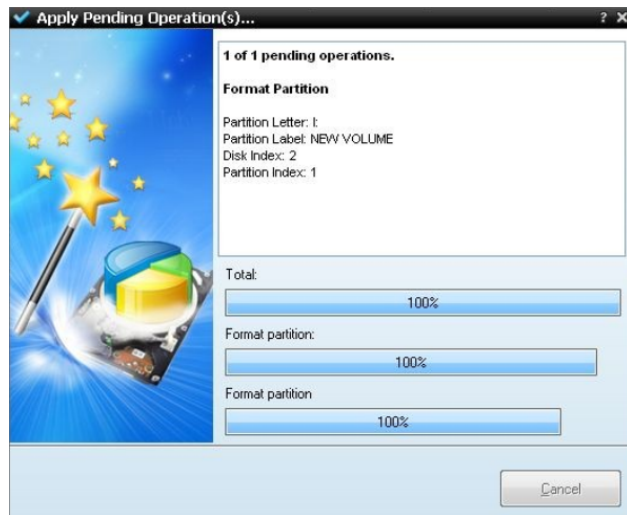 Apply Pending Operation(s)...
? X
1 of 1 pending operations.
Format Partition
Partition Letter: I:
Partition Label: NEW VOLUME
Disk Index: 2
Partition Index: 1
Total:
100%
Format partition:
100%
Format partition
100%
Cancel